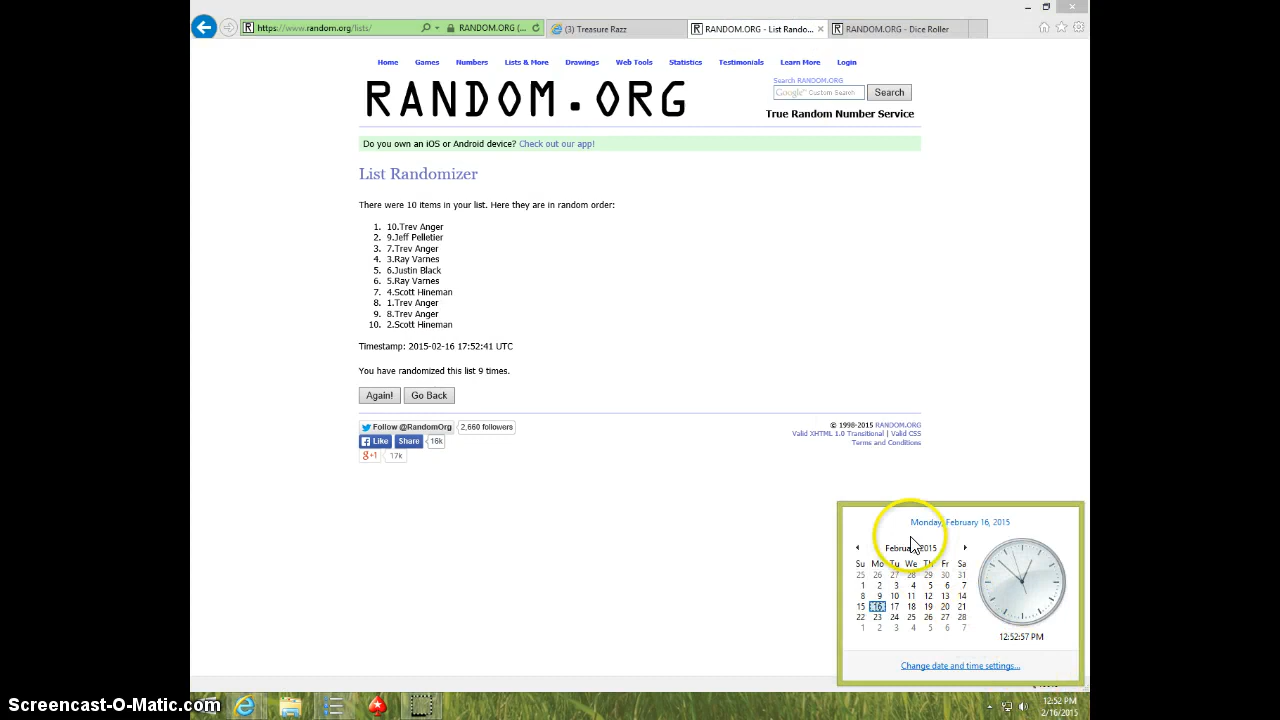 https://www.random.org/lists/
RANDOM.ORG (...
(3) Treasure Razz
RANDOM.ORG - List Rando...
RANDOM.ORG - Dice Roller
Home Games Numbers Lists & More Drawings Web Tools Statistics Testimonials Learn More Login
RANDOM.ORG
Search RANDOM.ORG
Google™ Custom Search
Search
True Random Number Service
Do you own an iOS or Android device? Check out our app!
List Randomizer
There were 10 items in your list. Here they are in random order:
1. 10.Trev Anger
2. 9.Jeff Pelletier
3. 7.Trev Anger
4. 3.Ray Varnes
5. 6.Justin Black
6. 5.Ray Varnes
7. 4.Scott Hineman
8. 1.Trev Anger
9. 8.Trev Anger
10. 2.Scott Hineman
Timestamp: 2015-02-16 17:52:41 UTC
You have randomized this list 9 times.
Again! Go Back
Follow @RandomOrg 2,660 followers
Like Share 16k
g+1 17k
© 1998-2015 RANDOM.ORG
Valid XHTML 1.0 Transitional | Valid CSS
Terms and Conditions
Monday, February 16, 2015
February 2015
Su Mo Tu We Th Fr Sa
25 26 27 28 29 30 31
1 2 3 4 5 6 7
8 9 10 11 12 13 14
15 16 17 18 19 20 21
22 23 24 25 26 27 28
1 2 3 4 5 6 7
12:52:57 PM
Change date and time settings...
12:52 PM
2/16/2015
Screencast-O-Matic.com